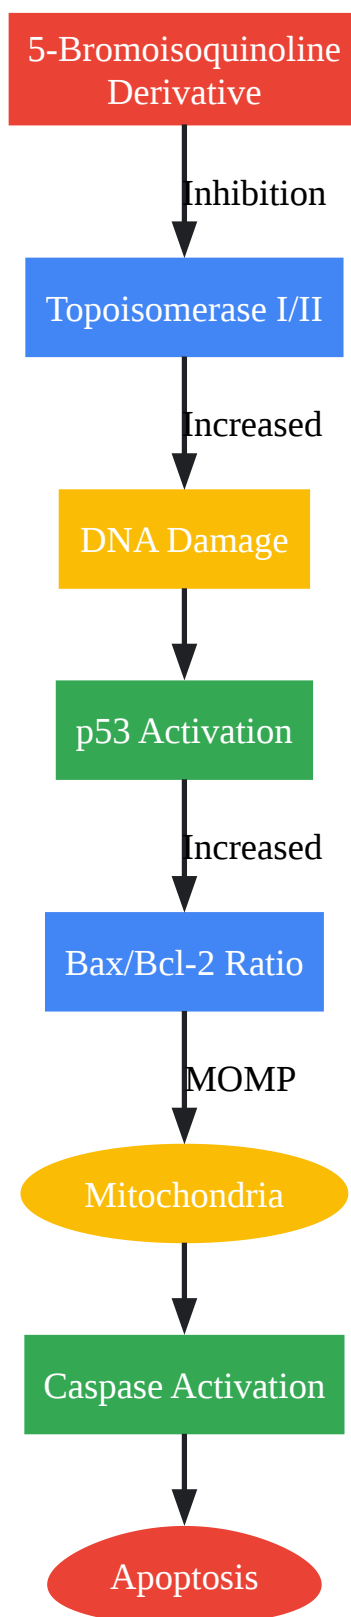 5-Bromoisoquinoline
Derivative
Inhibition
Topoisomerase I/II
Increased
DNA Damage
p53 Activation
Increased
Bax/Bcl-2 Ratio
MOMP
Mitochondria
Caspase Activation
Apoptosis